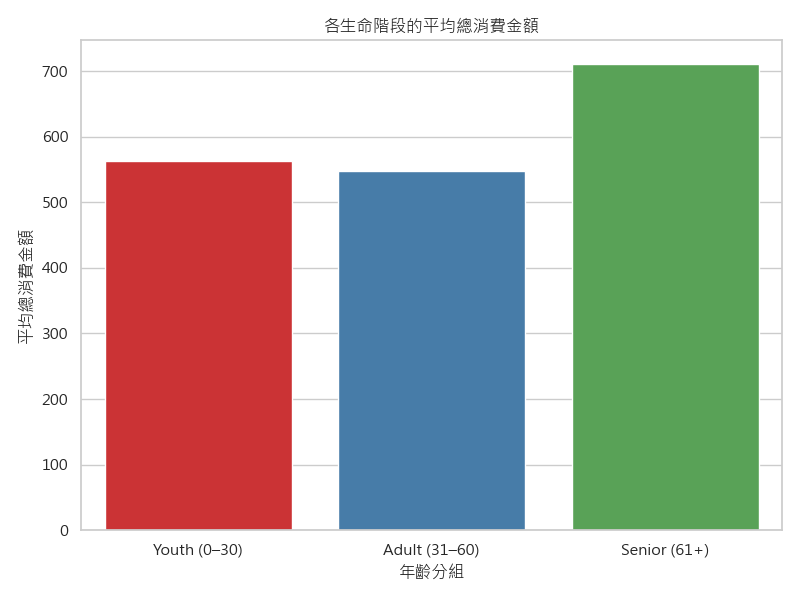 各生命階段的平均總消費金額
平均總消費金額
700
600
500
400
300
200
100
0
Youth (0–30)
Adult (31–60)
Senior (61+)
年齡分組